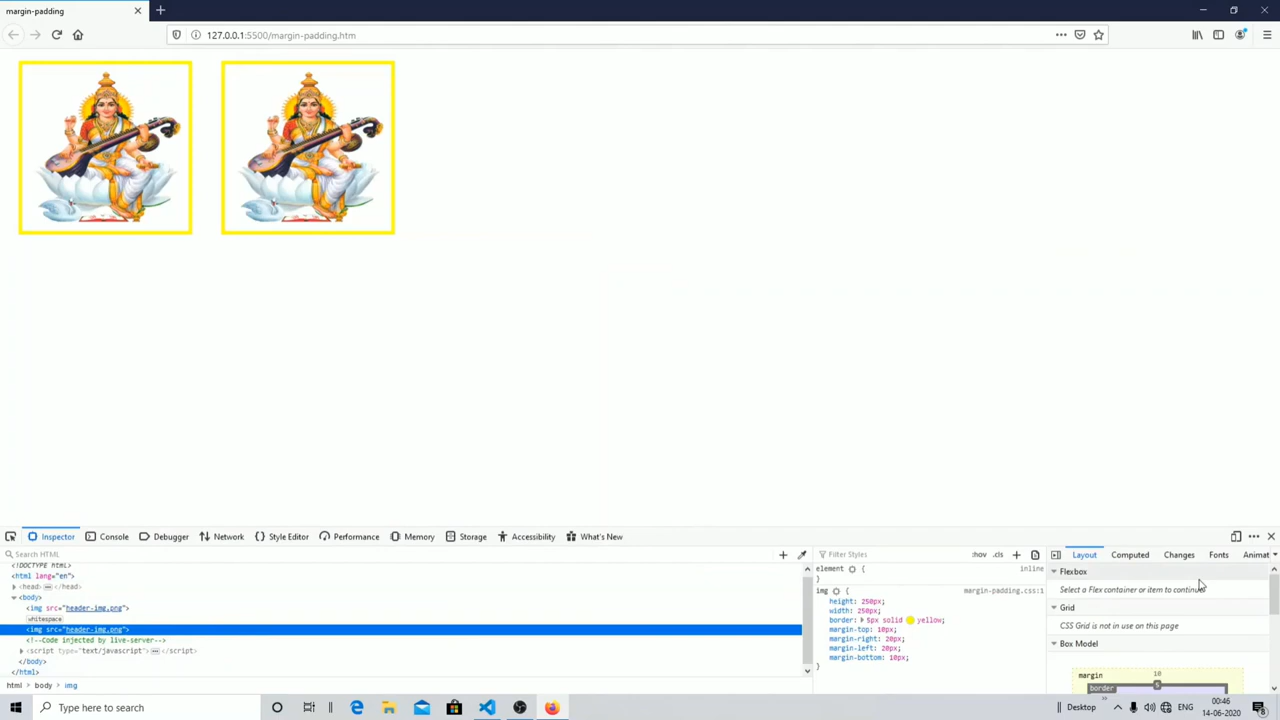 margin-padding
127.0.0.1:5500/margin-padding.htm
Inspector Console Debugger Network Style Editor Performance Memory Storage Accessibility What's New
Search HTML
<!DOCTYPE html>
<html lang="en">
<head> </head>
<body>
<img src="header-img.png">
whitespace
<img src="header-img.png">
<!--Code injected by live-server-->
<script type="text/javascript"> </script>
</body>
</html>
html body img
Filter Styles :hov .cls
element { inline
}
img { margin-padding.css:1
height: 250px;
width: 250px;
border: 5px solid yellow;
margin-top: 10px;
margin-right: 20px;
margin-left: 20px;
margin-bottom: 10px;
}
Layout Computed Changes Fonts Animat
Flexbox
Select a Flex container or item to continue.
Grid
CSS Grid is not in use on this page
Box Model
margin 10
border 5
Type here to search
Desktop ENG 00:46
14-06-2020